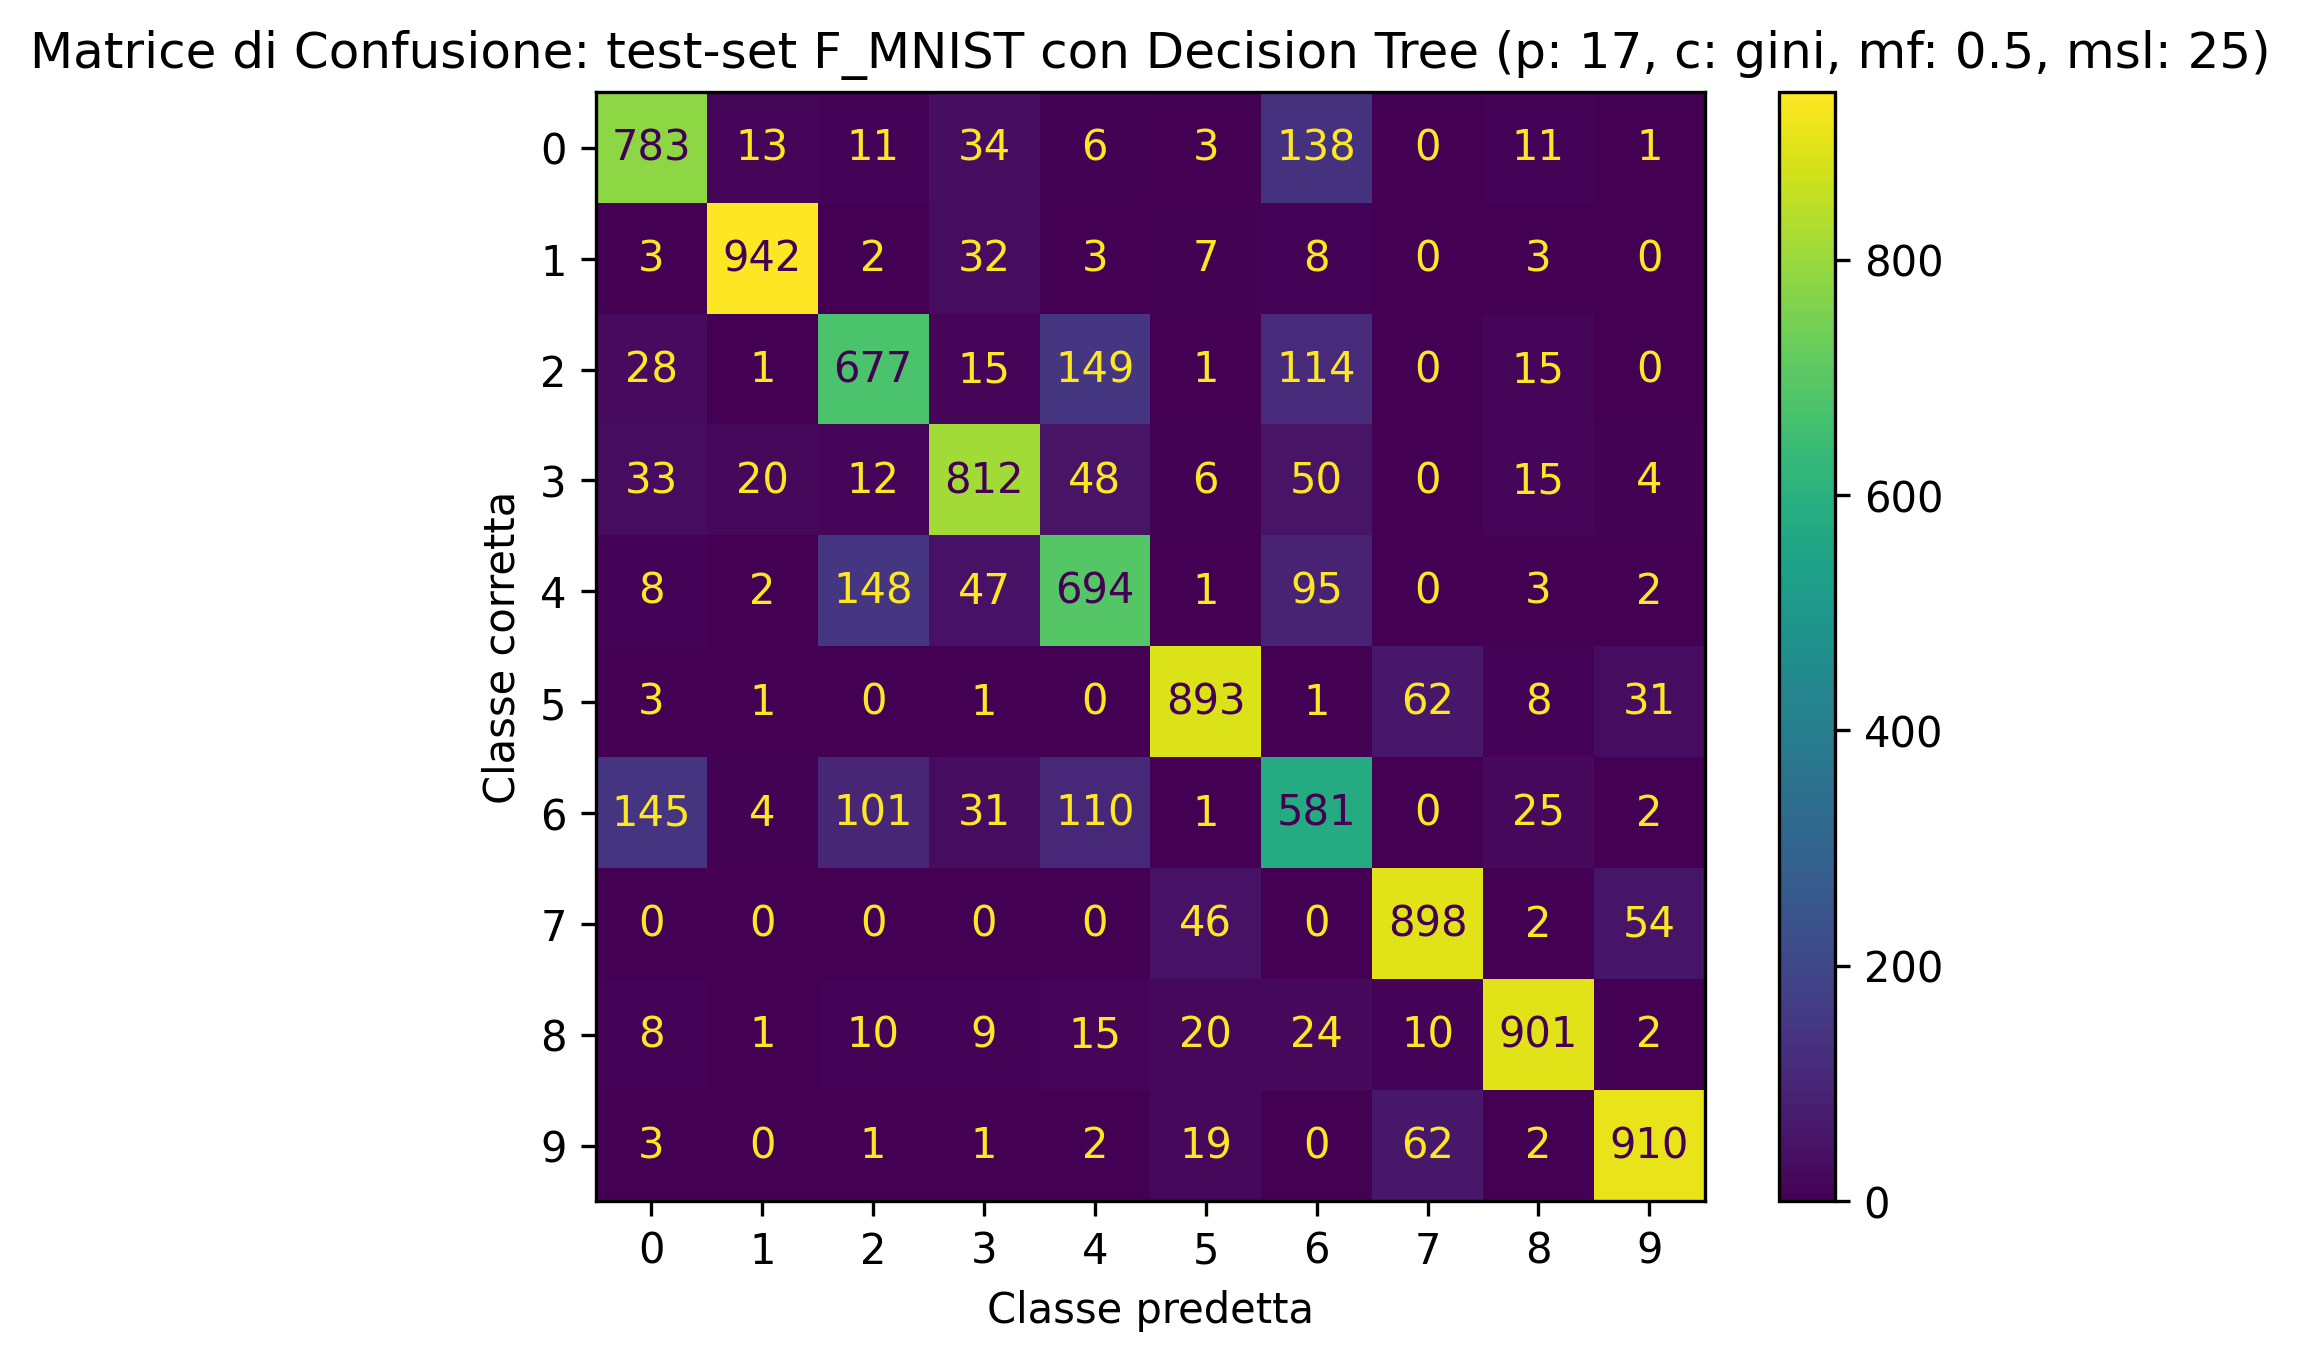 Matrice di Confusione: test-set F_MNIST con Decision Tree (p: 17, c: gini, mf: 0.5, msl: 25)
Classe corretta
0 783 13 11 34 6 3 138 0 11 1
1 3 942 2 32 3 7 8 0 3 0
2 28 1 677 15 149 1 114 0 15 0
3 33 20 12 812 48 6 50 0 15 4
4 8 2 148 47 694 1 95 0 3 2
5 3 1 0 1 0 893 1 62 8 31
6 145 4 101 31 110 1 581 0 25 2
7 0 0 0 0 0 46 0 898 2 54
8 8 1 10 9 15 20 24 10 901 2
9 3 0 1 1 2 19 0 62 2 910
0 1 2 3 4 5 6 7 8 9
Classe predetta
800
600
400
200
0